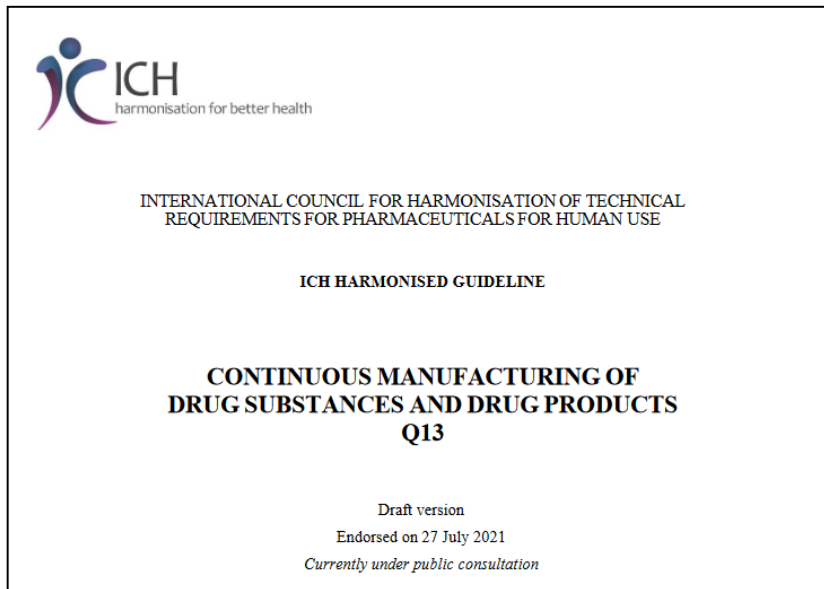 ICH
harmonisation for better health
INTERNATIONAL COUNCIL FOR HARMONISATION OF TECHNICAL
REQUIREMENTS FOR PHARMACEUTICALS FOR HUMAN USE
ICH HARMONISED GUIDELINE
CONTINUOUS MANUFACTURING OF
DRUG SUBSTANCES AND DRUG PRODUCTS
Q13
Draft version
Endorsed on 27 July 2021
Currently under public consultation